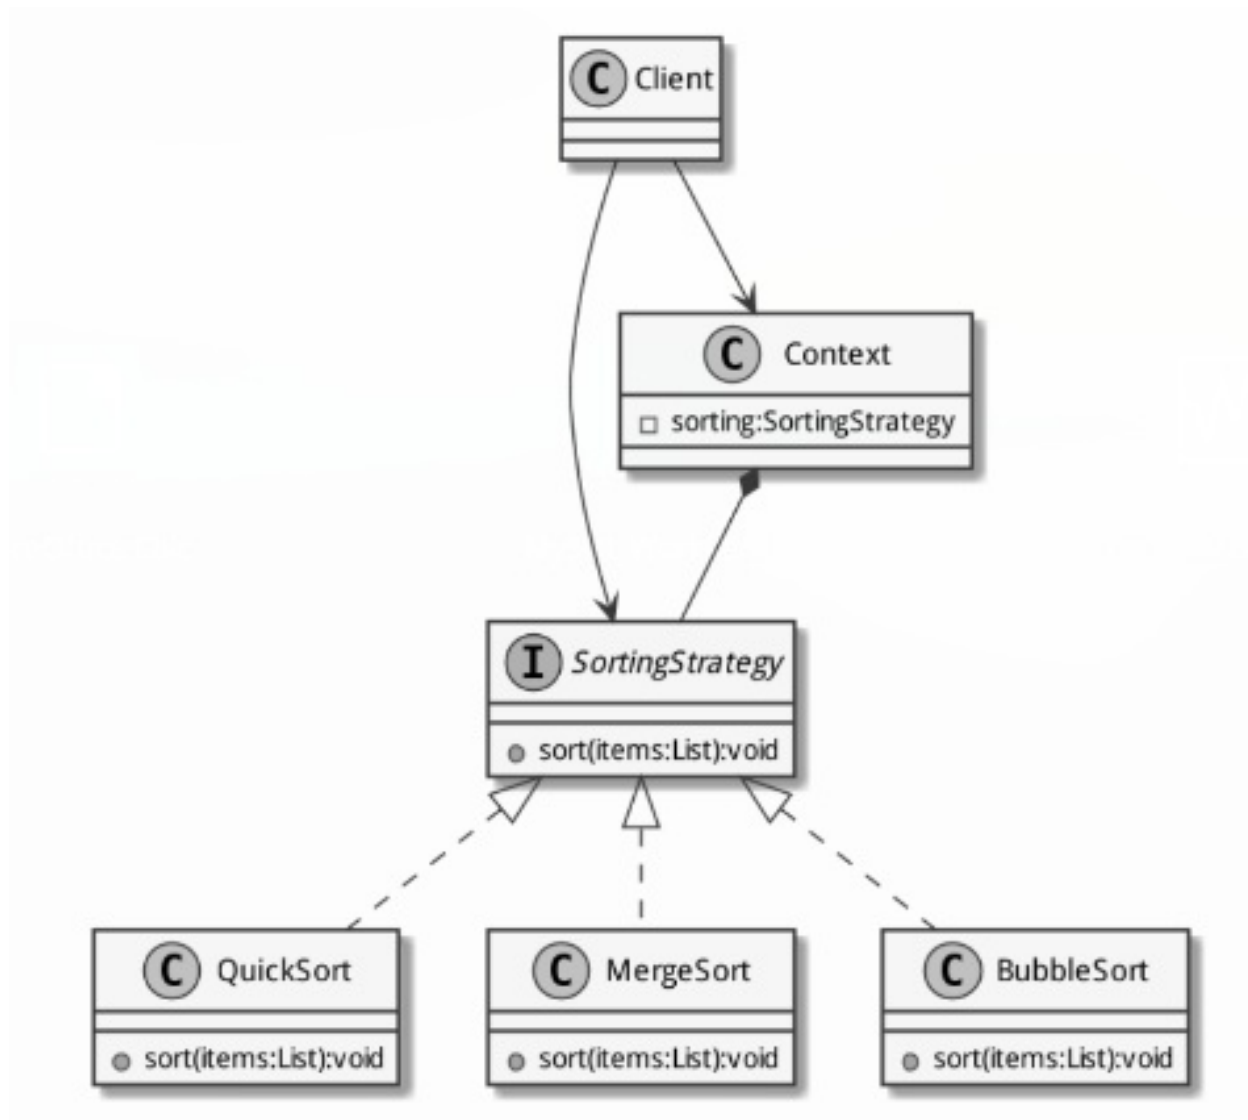 C Client
C Context
sorting:SortingStrategy
I SortingStrategy
sort(items:List):void
C QuickSort
C MergeSort
C BubbleSort
sort(items:List):void
sort(items:List):void
sort(items:List):void